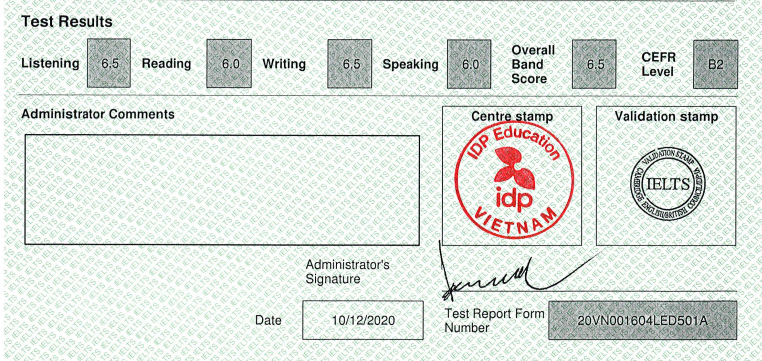 Test Results
Listening 6.5 Reading 6.0 Writing 6.5 Speaking 6.0 Overall Band Score 6.5 CEFR Level B2
Administrator Comments
Centre stamp
Validation stamp
IDP Education
idp
VIETNAM
VALIDATION STAMP
IELTS
CAMBRIDGE ENGLISH/BRITISH COUNCIL/IDP:IA
Administrator's
Signature
Date 10/12/2020
Test Report Form
Number
20VN001604LED501A